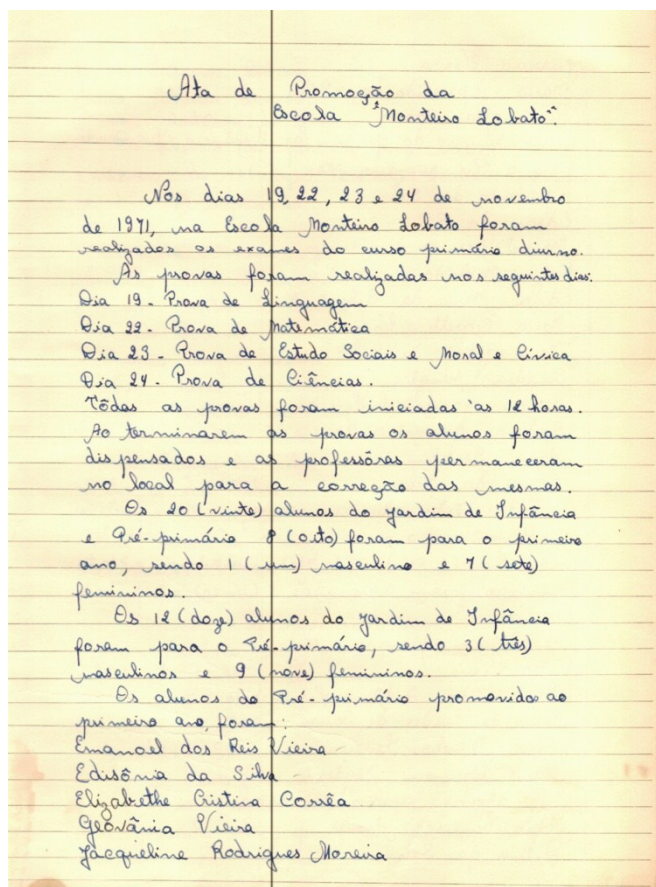 Ata de Promoção da
Escola "Monteiro Lobato".
Nos dias 19, 22, 23 e 24 de novembro
de 1971, na Escola Monteiro Lobato foram
realizados os exames do curso primário diurno.
As provas foram realizadas nos seguintes dias:
Dia 19 - Prova de Linguagem
Dia 22 - Prova de Matemática
Dia 23 - Prova de Estudo Sociais e Moral e Cívica
Dia 24 - Prova de Ciências.
Tôdas as provas foram iniciadas às 12 horas.
Ao terminarem as provas os alunos foram
dispensados e as professôras permaneceram
no local para a correção das mesmas.
Os 20 (vinte) alunos do jardim de Infância
e Pré-primário 8 (oito) foram para o primeiro
ano, sendo 1 (um) masculino e 7 (sete)
femininos.
Os 12 (doze) alunos do jardim de Infância
foram para o Pré-primário, sendo 3 (três)
masculinos e 9 (nove) femininos.
Os alunos do Pré-primário promovidos ao
primeiro ano, foram:
Emanoel dos Reis Vieira
Edisônia da Silva
Elizabethe Cristina Corrêa
Geovânia Vieira
Jacqueline Rodrigues Moreira